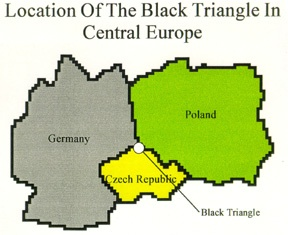 Location Of The Black Triangle In
Central Europe
Poland
Germany
Czech Republic
Black Triangle